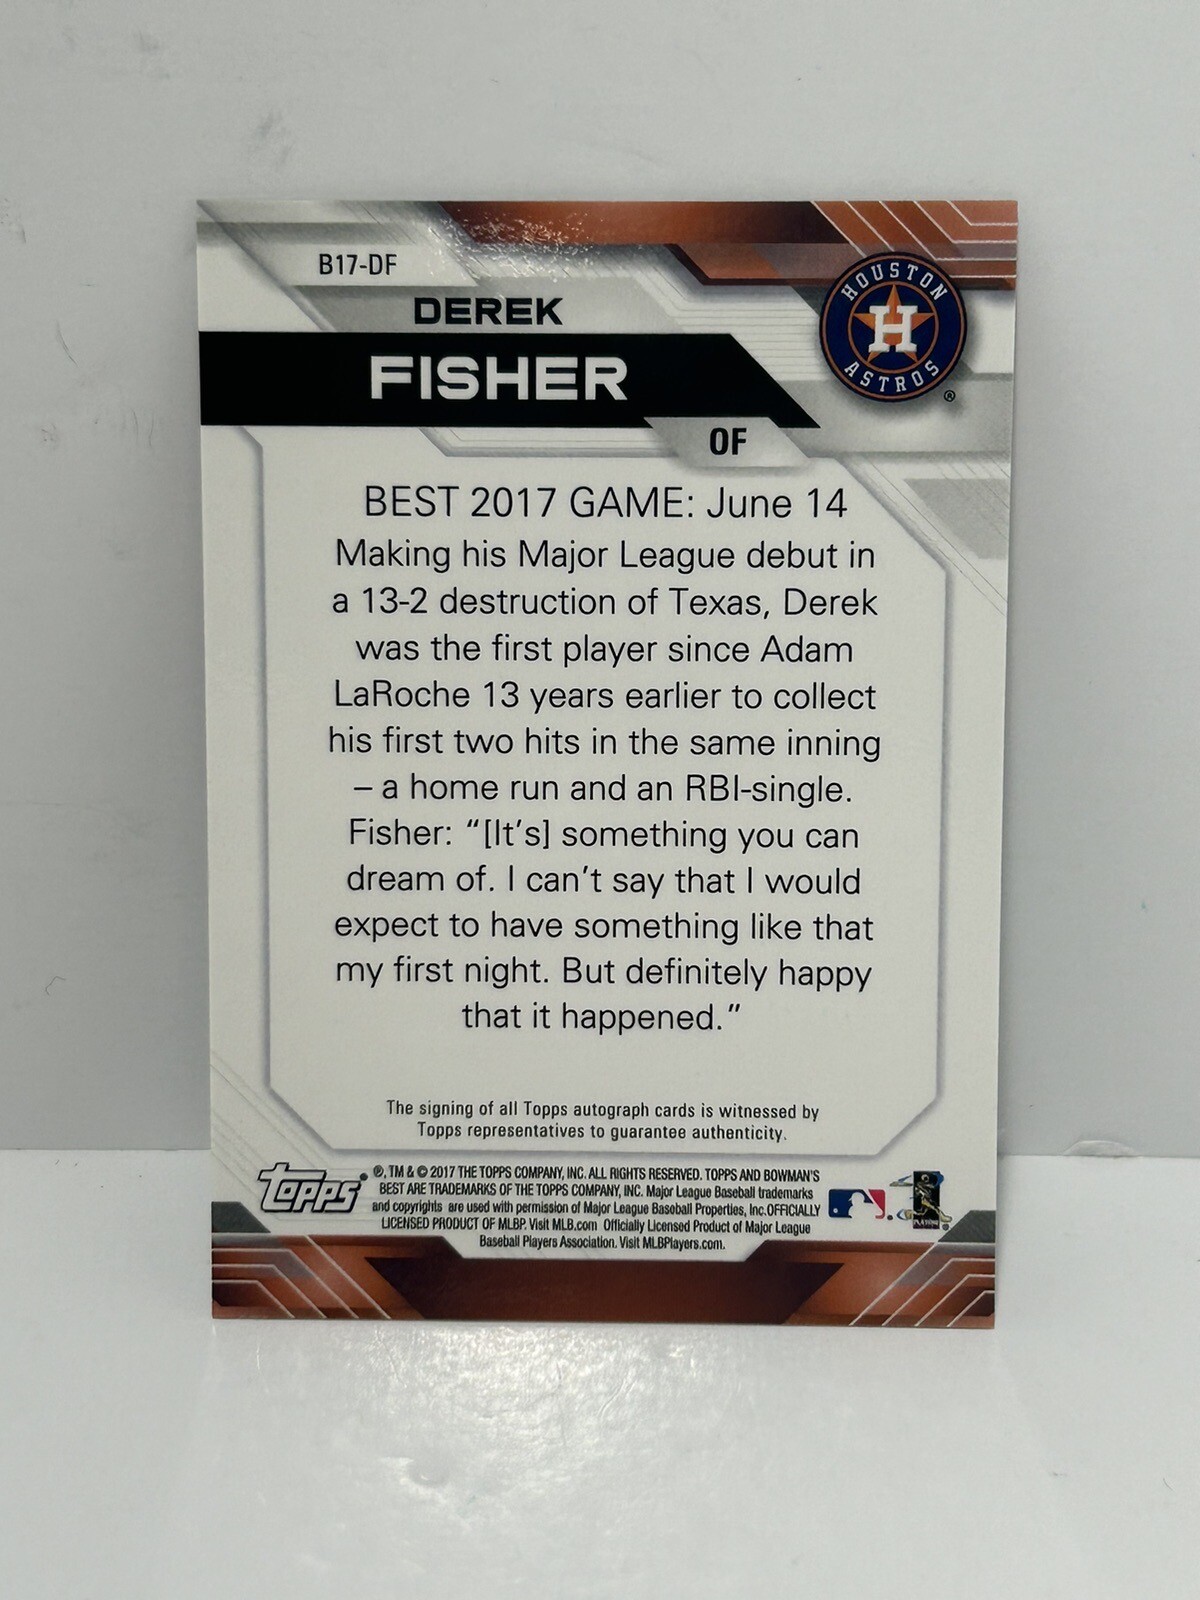 B17-DF
DEREK
FISHER
OF
HOUSTON
H
ASTROS
®
BEST 2017 GAME: June 14
Making his Major League debut in
a 13-2 destruction of Texas, Derek
was the first player since Adam
LaRoche 13 years earlier to collect
his first two hits in the same inning
– a home run and an RBI-single.
Fisher: “[It’s] something you can
dream of. I can’t say that I would
expect to have something like that
my first night. But definitely happy
that it happened.”
The signing of all Topps autograph cards is witnessed by
Topps representatives to guarantee authenticity.
Topps®
®, TM & © 2017 THE TOPPS COMPANY, INC. ALL RIGHTS RESERVED. TOPPS AND BOWMAN'S
BEST ARE TRADEMARKS OF THE TOPPS COMPANY, INC. Major League Baseball trademarks
and copyrights are used with permission of Major League Baseball Properties, Inc.OFFICIALLY
LICENSED PRODUCT OF MLBP. Visit MLB.com Officially Licensed Product of Major League
Baseball Players Association. Visit MLBPlayers.com.